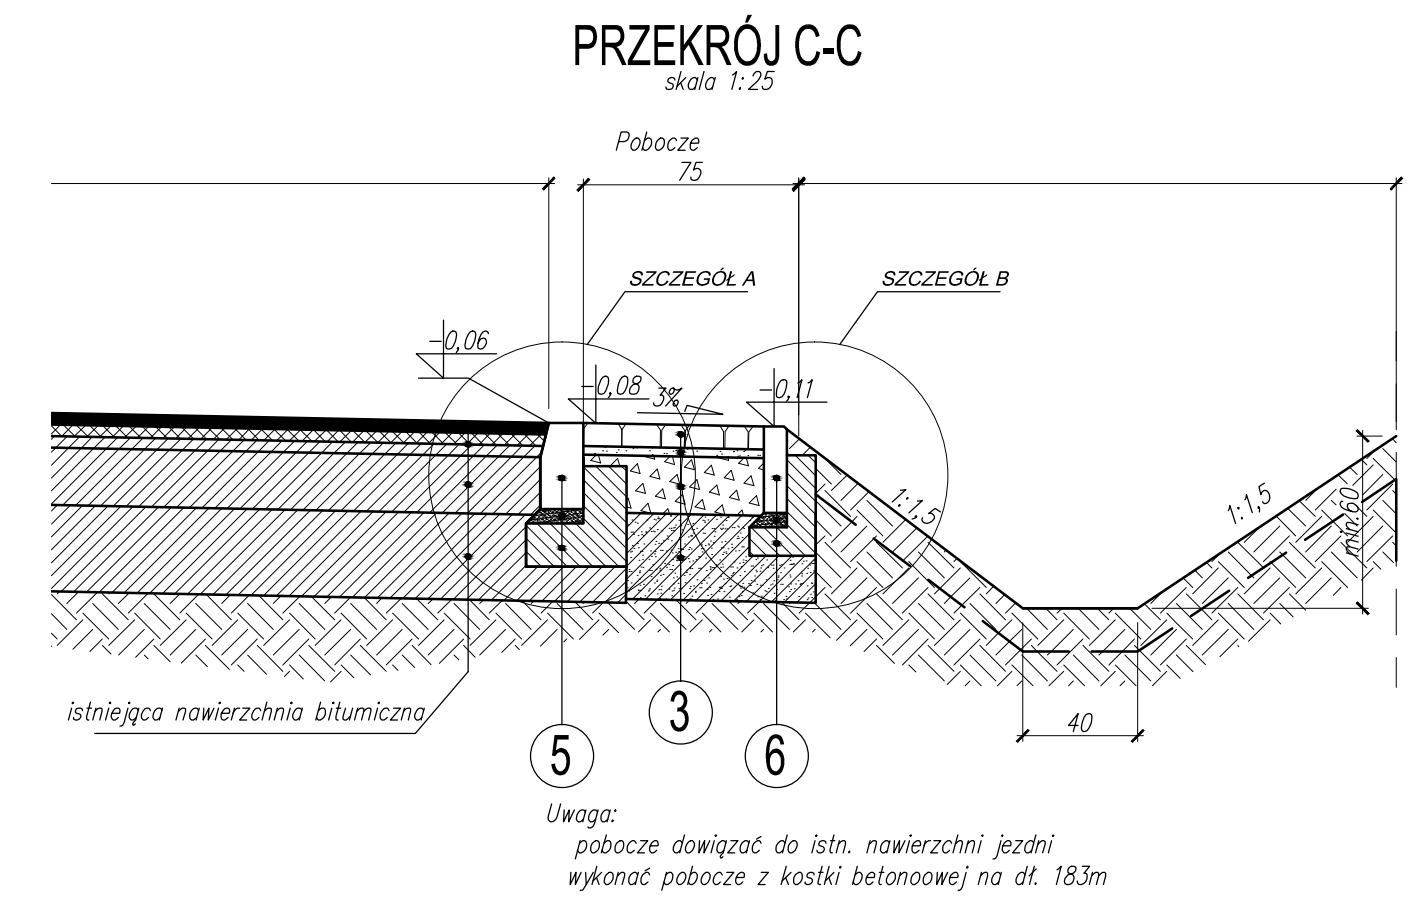 PRZEKRÓJ C-C
skala 1:25
Pobocze
75
SZCZEGÓŁ A
SZCZEGÓŁ B
-0,06
-0,08
3%
-0,11
1:1,5
1:1,5
min.60
istniejąca nawierzchnia bitumiczna
40
5
3
6
Uwaga:
pobocze dowiązać do istn. nawierzchni jezdni
wykonać pobocze z kostki betonoowej na dł. 183m